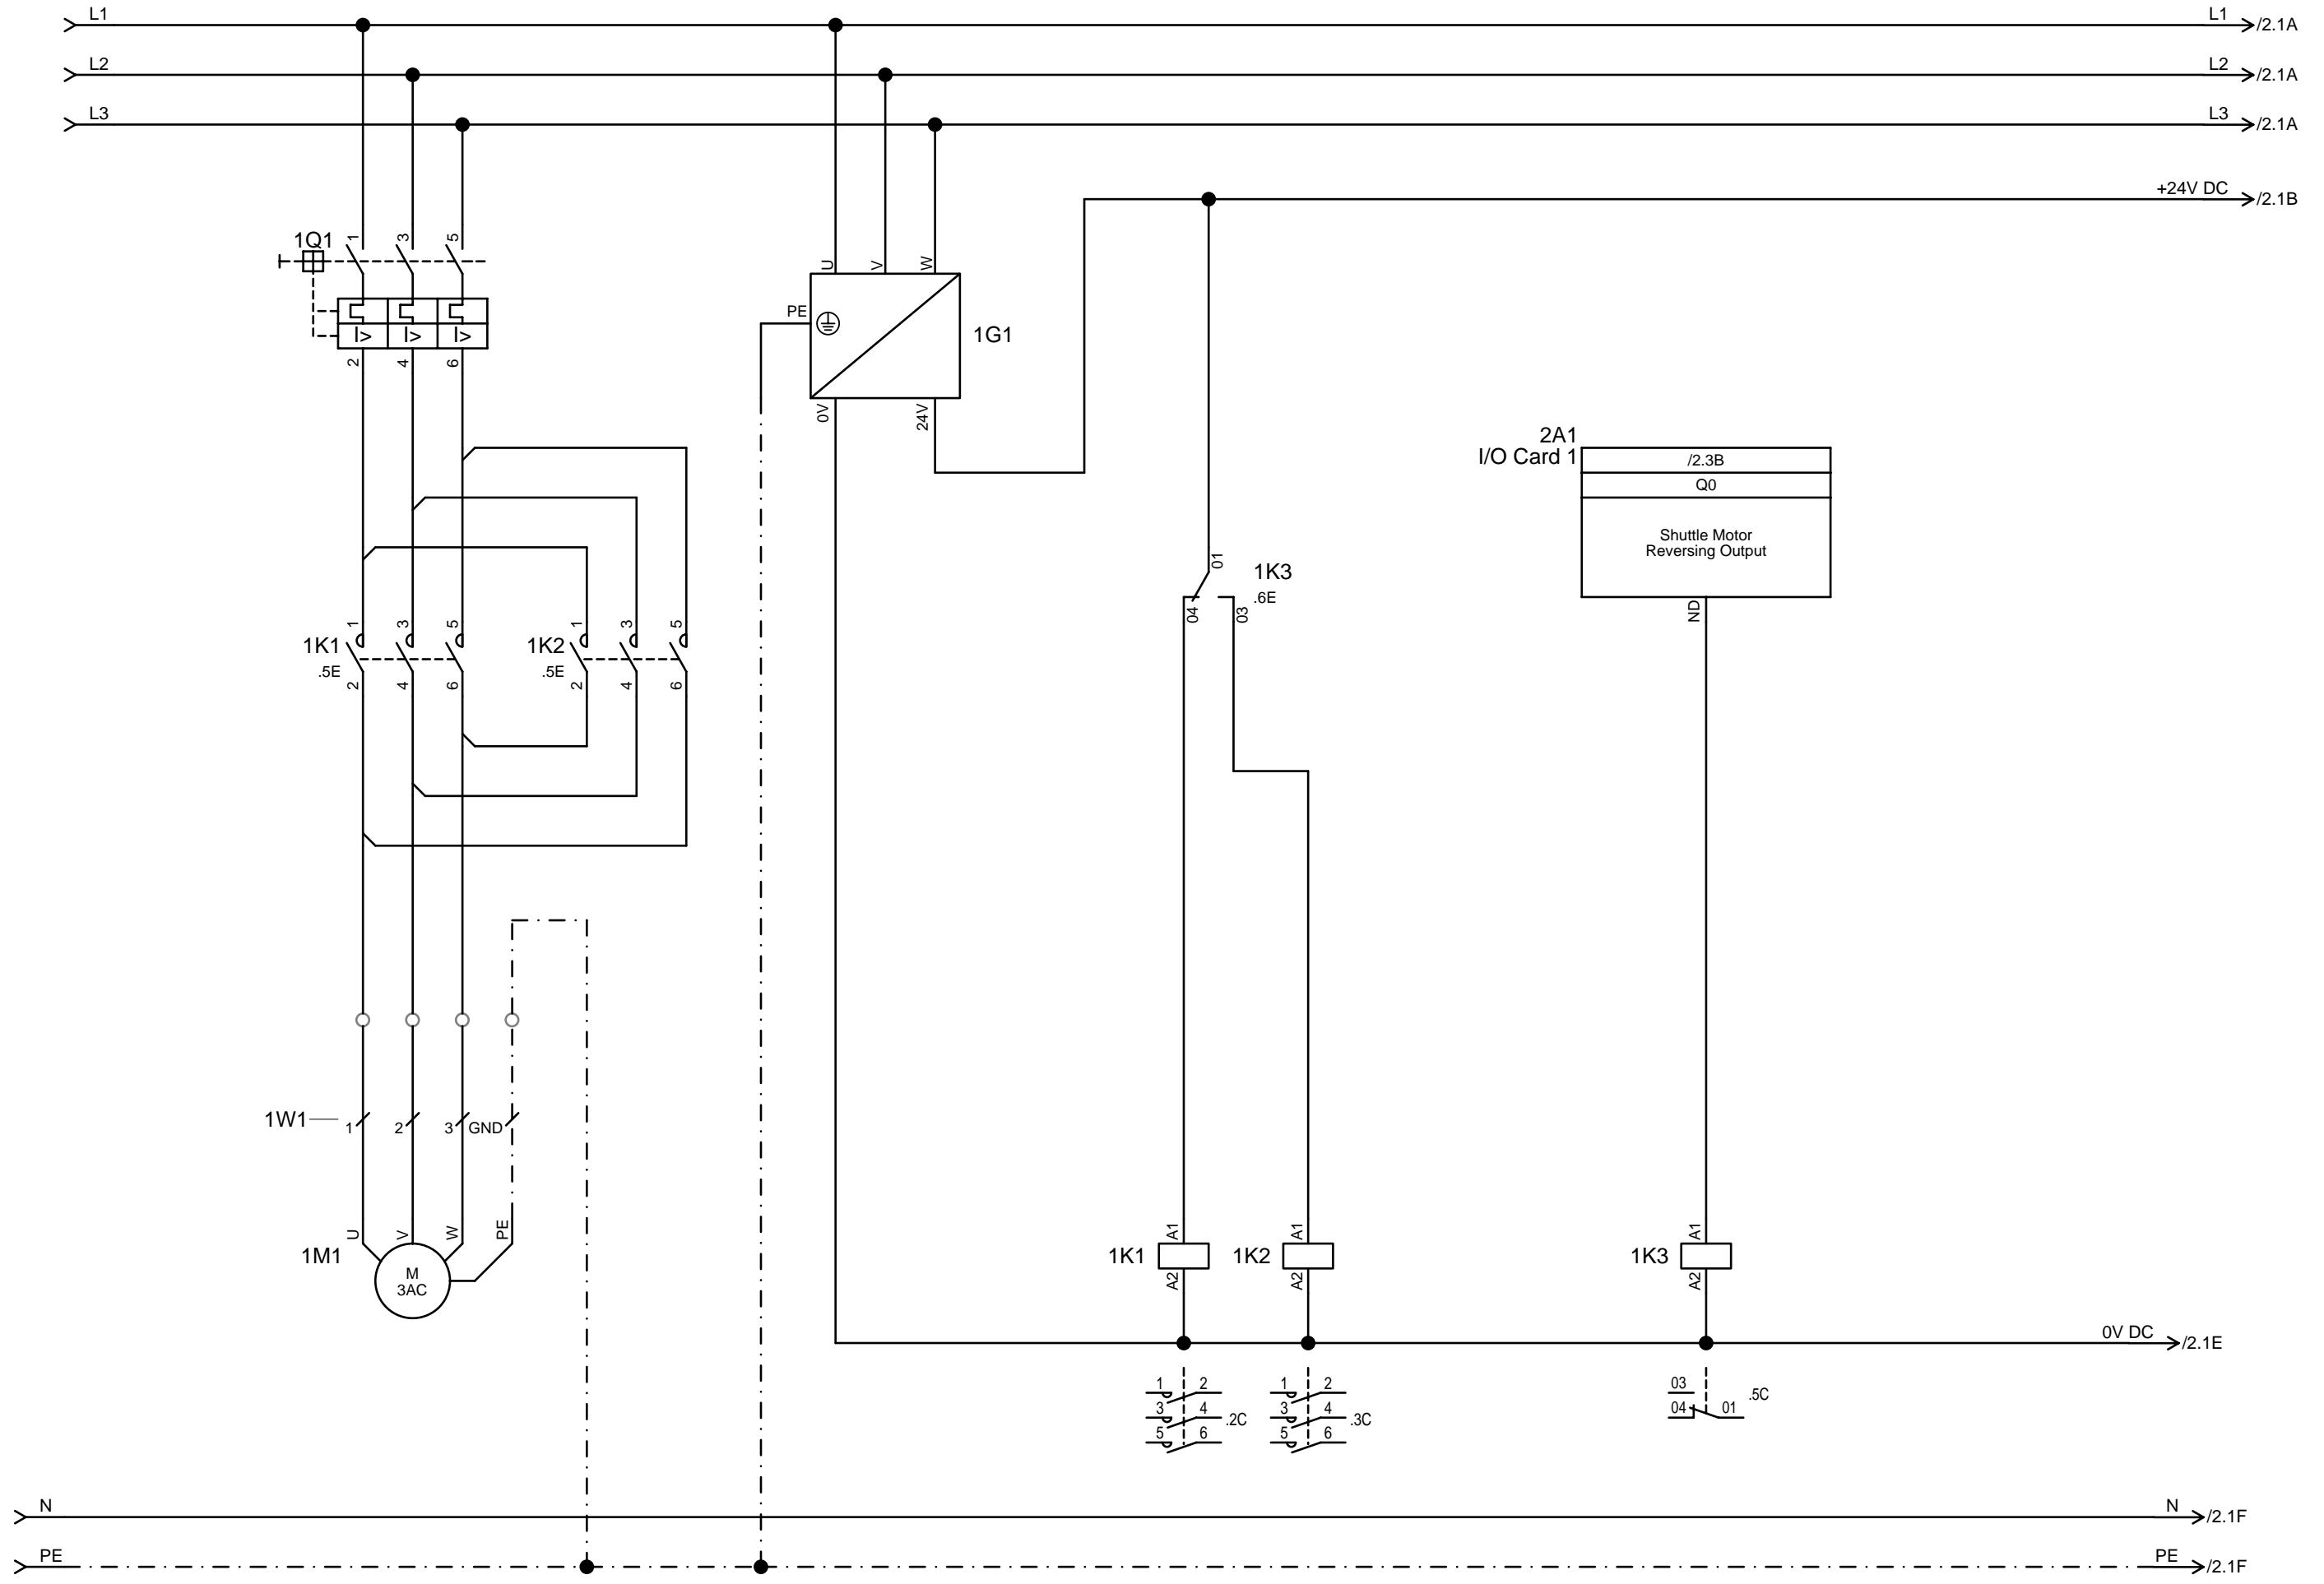 L1 L1 /2.1A
L2 L2 /2.1A
L3 L3 /2.1A
+24V DC /2.1B
1Q1 1 3 5
I> I> I>
2 4 6
U V W
PE
1G1
0V 24V
2A1
I/O Card 1
/2.3B
Q0
Shuttle Motor
Reversing Output
ND
01
1K3
.6E
04 03
1K1
.5E
1 3 5
2 4 6
1K2
.5E
1 3 5
2 4 6
1W1 1 2 3 GND
U V W PE
1M1
M
3AC
1K1 A1 A2
1K2 A1 A2
1K3 A1 A2
0V DC /2.1E
1 2
3 4 .2C
5 6
1 2
3 4 .3C
5 6
03 .5C
04 01
N N /2.1F
PE PE /2.1F